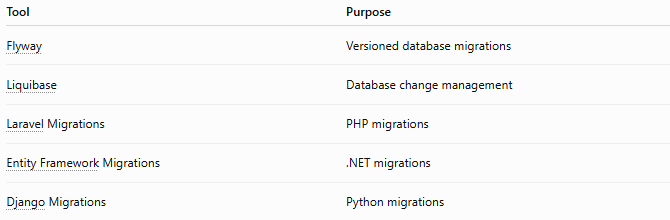 Tool Purpose
Flyway Versioned database migrations
Liquibase Database change management
Laravel Migrations PHP migrations
Entity Framework Migrations .NET migrations
Django Migrations Python migrations